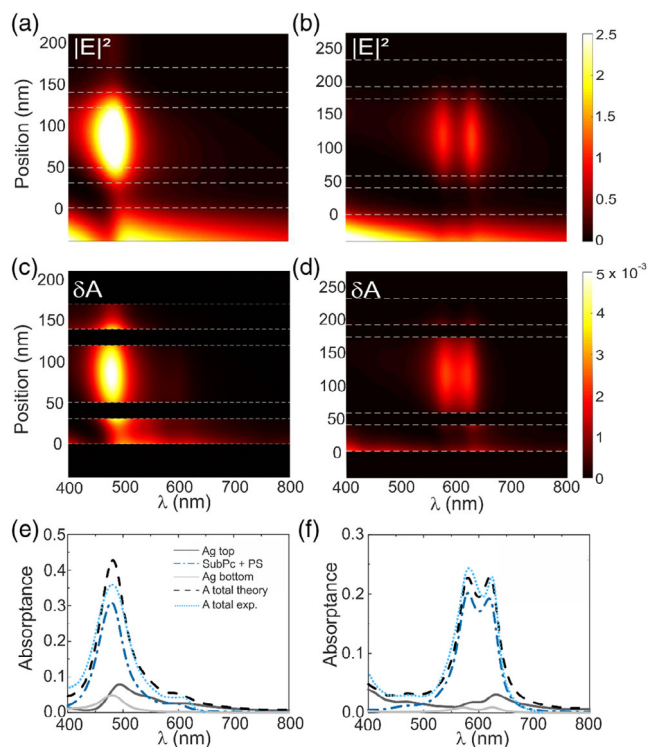 (a)
|E|²
200
150
100
50
0
Position (nm)
(b)
|E|²
250
200
150
100
50
0
2.5
2
1.5
1
0.5
0
(c)
δA
200
150
100
50
0
Position (nm)
400 500 600 700 800
λ (nm)
(d)
δA
250
200
150
100
50
0
400 500 600 700 800
λ (nm)
5 x 10⁻³
4
3
2
1
0
(e)
0.5
0.4
0.3
0.2
0.1
0.0
Absorptance
Ag top
SubPc + PS
Ag bottom
A total theory
A total exp.
400 500 600 700 800
λ (nm)
(f)
0.3
0.2
0.1
0.0
Absorptance
400 500 600 700 800
λ (nm)